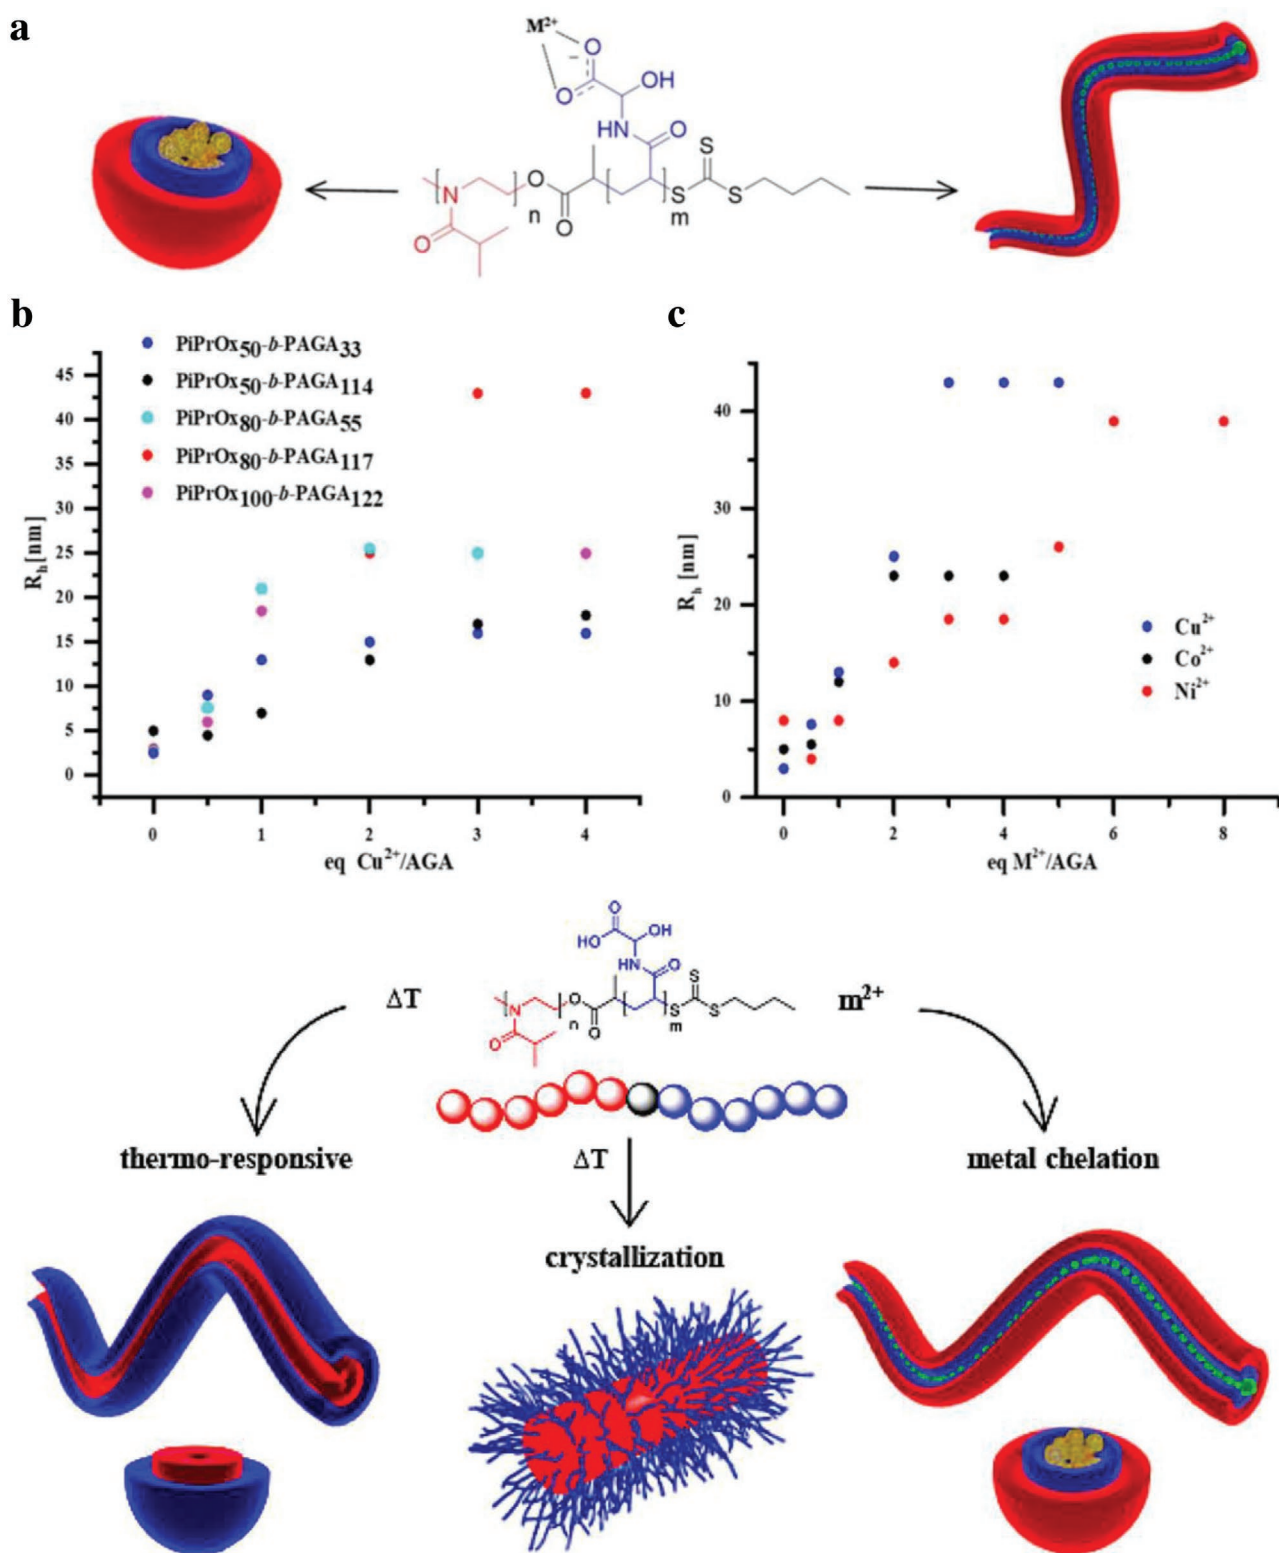 a
M²⁺
O
−
O
OH
HN
O
N
n
O
O
m
S
S
S
O
b
PiPrOx₅₀-b-PAGA₃₃
PiPrOx₅₀-b-PAGA₁₁₄
PiPrOx₈₀-b-PAGA₅₅
PiPrOx₈₀-b-PAGA₁₁₇
PiPrOx₁₀₀-b-PAGA₁₂₂
45
40
35
30
25
20
15
10
5
0
Rₕ [nm]
0 1 2 3 4
eq Cu²⁺/AGA
c
40
30
20
10
0
Rₕ [nm]
Cu²⁺
Co²⁺
Ni²⁺
0 2 4 6 8
eq M²⁺/AGA
O
HO
OH
HN
O
N
n
O
O
m
S
S
S
O
ΔT
m²⁺
thermo-responsive
ΔT
metal chelation
crystallization